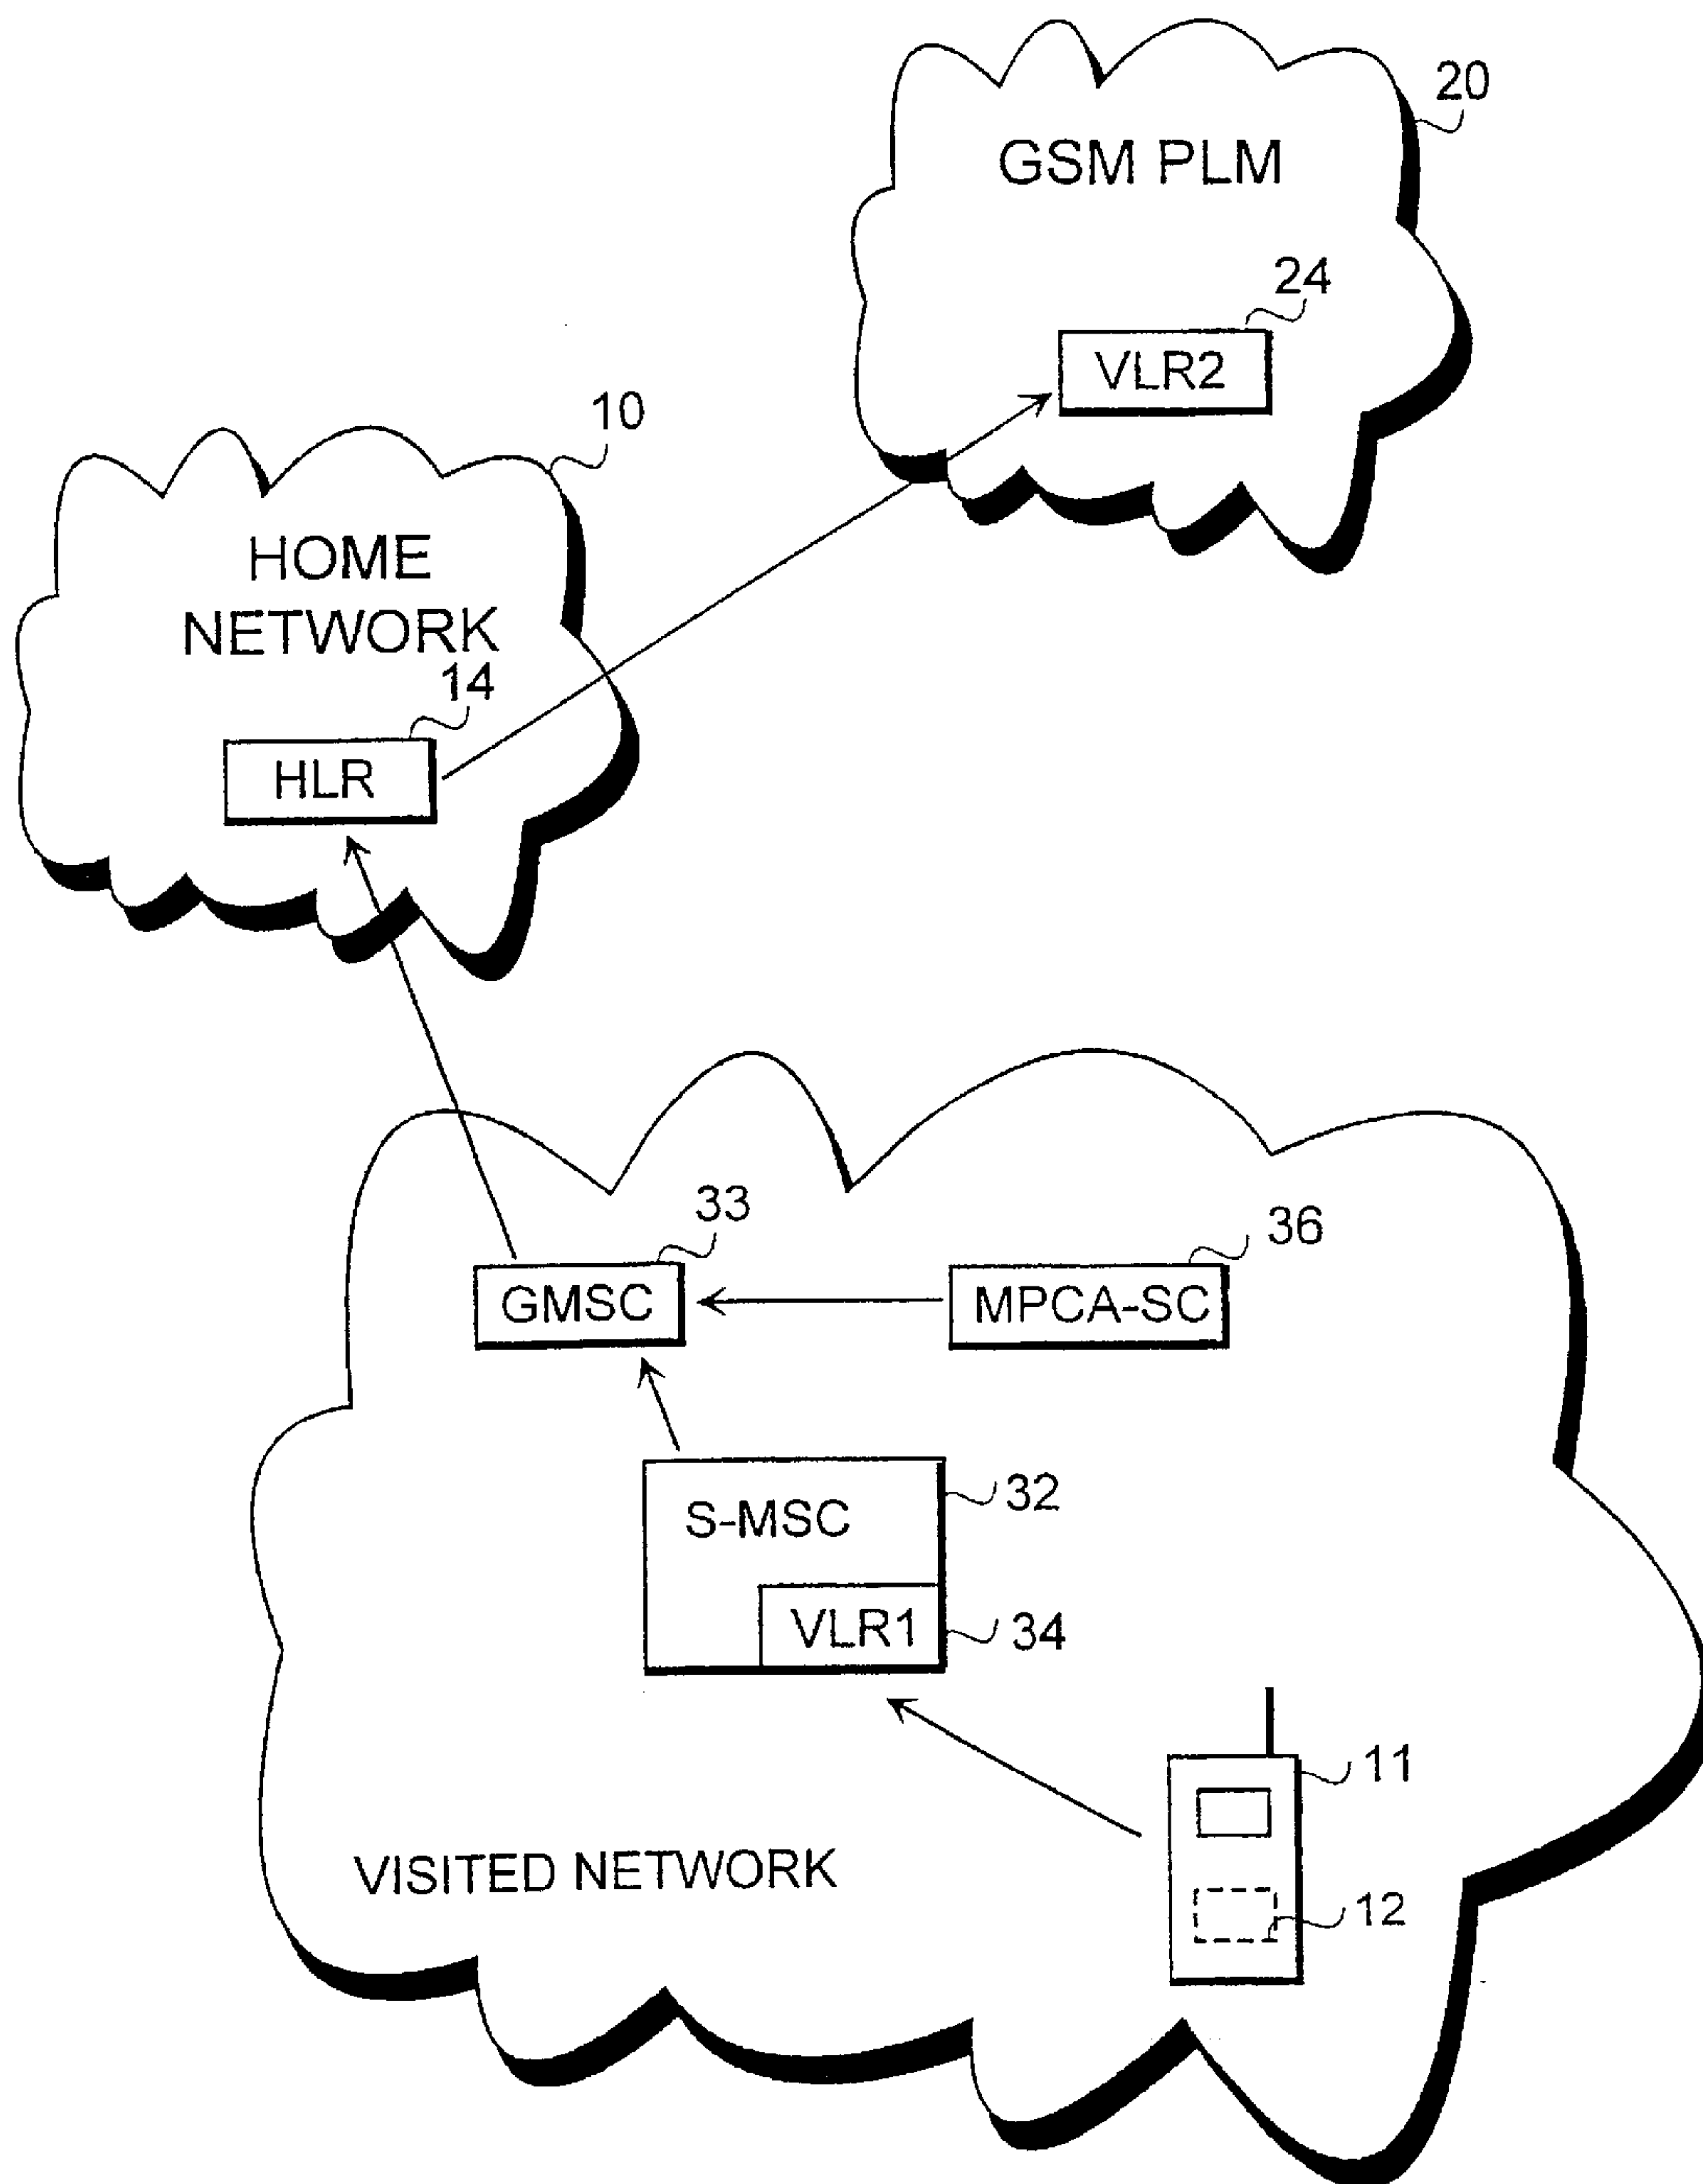 20
GSM PLM
24
VLR2
10
HOME
NETWORK
14
HLR
33
36
GMSC
MPCA-SC
32
S-MSC
VLR1
34
11
VISITED NETWORK
12